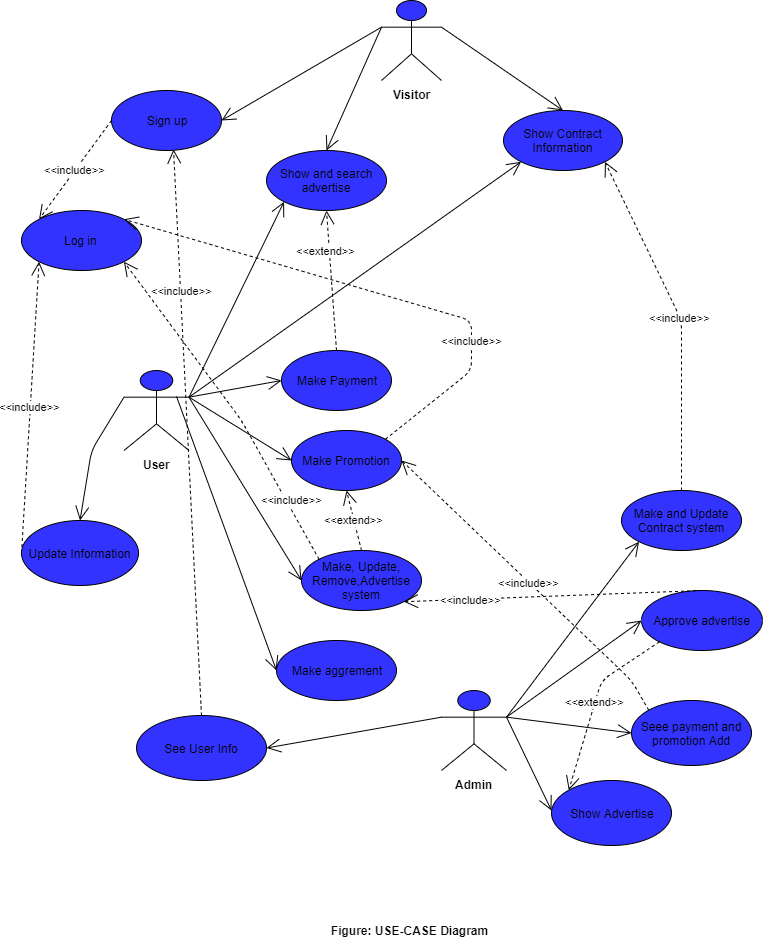 Visitor
Sign up
Show Contract
Information
<<include>>
Show and search
advertise
Log in
<<extend>>
<<include>>
<<include>>
<<include>>
Make Payment
<<include>>
User
Make Promotion
<<include>>
<<extend>>
Make and Update
Contract system
Update Information
Make, Update,
Remove,Advertise
system
<<include>>
<<include>>
Approve advertise
Make aggrement
<<extend>>
See User Info
Seee payment and
promotion Add
Admin
Show Advertise
Figure: USE-CASE Diagram